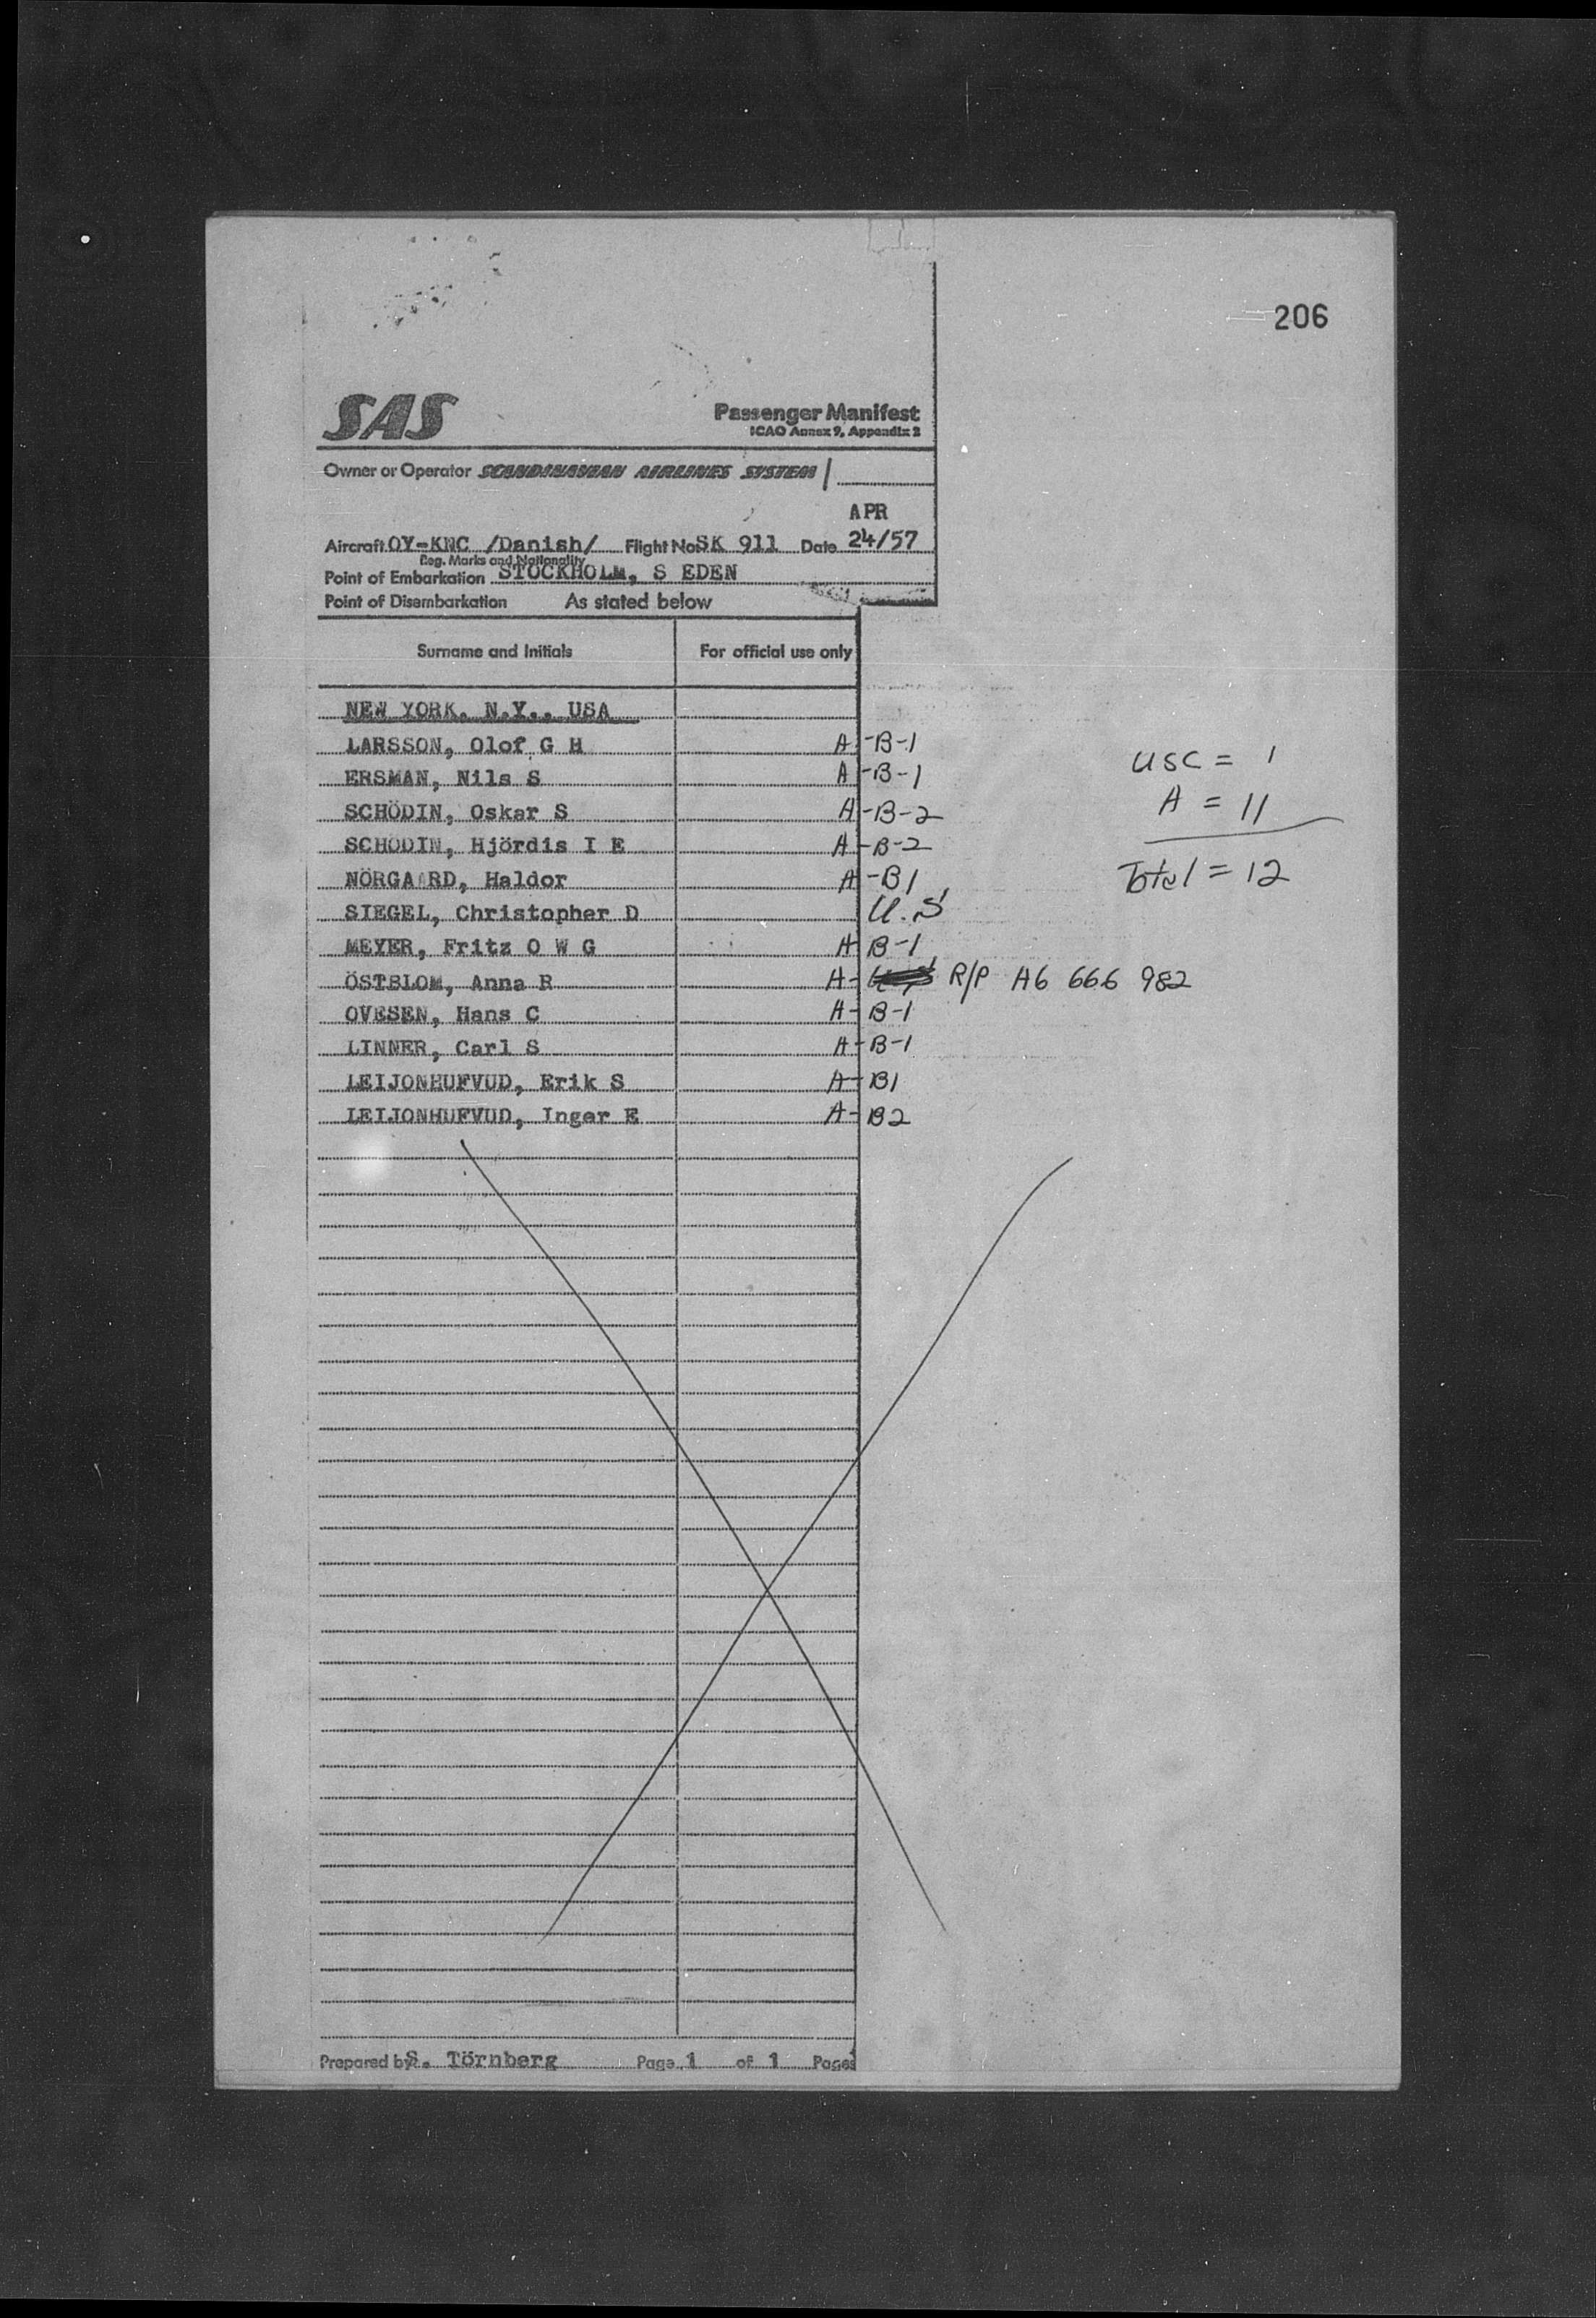 206
SAS
Passenger Manifest
ICAO Annex 9, Appendix 2
Owner or Operator SCANDINAVIAN AIRLINES SYSTEM
APR
Aircraft OY-KNC /Danish/ Flight No. SK 911 Date 24/57
Reg. Marks and Nationality
Point of Embarkation STOCKHOLM, S EDEN
Point of Disembarkation As stated below
Surname and Initials For official use only
NEW YORK, N.Y., USA
LARSSON, Olof G H A-B-1
ERSMAN, Nils S A-B-1
SCHÖDIN, Oskar S A-B-2
SCHÖDIN, Hjördis I E A-B-2
NÖRGAARD, Haldor A-B1
SIEGEL, Christopher D U.S
MEYER, Fritz O W G A B-1
ÖSTBLOM, Anna R A- R/P A6 666 982
OVESEN, Hans C A-B-1
LINNER, Carl S A-B-1
LEIJONHUFVUD, Erik S A-B1
LEIJONHUFVUD, Inger E A-B2
USC = 1
A = 11
Total = 12
Prepared by S. Törnberg Page 1 of 1 Pages